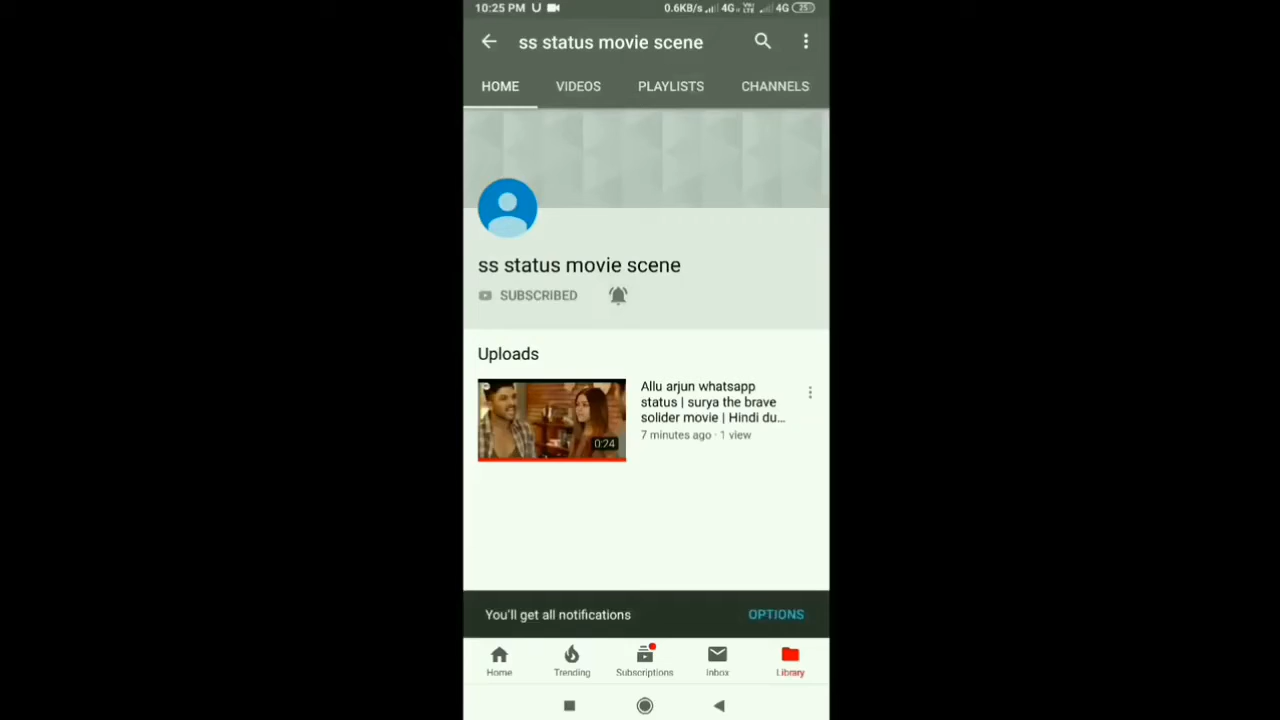 10:25 PM
0.6KB/s 4G VoLTE 4G 25
ss status movie scene
HOME VIDEOS PLAYLISTS CHANNELS
ss status movie scene
SUBSCRIBED
Uploads
Allu arjun whatsapp
status | surya the brave
solider movie | Hindi du...
7 minutes ago · 1 view
0:24
You'll get all notifications OPTIONS
Home Trending Subscriptions Inbox Library